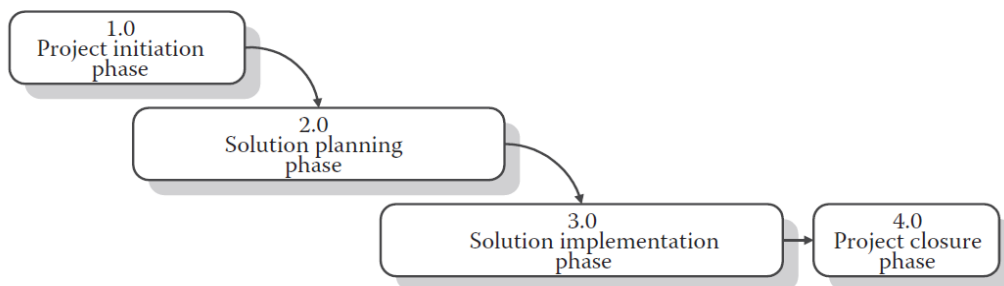 1.0
Project initiation
phase
2.0
Solution planning
phase
3.0
Solution implementation
phase
4.0
Project closure
phase